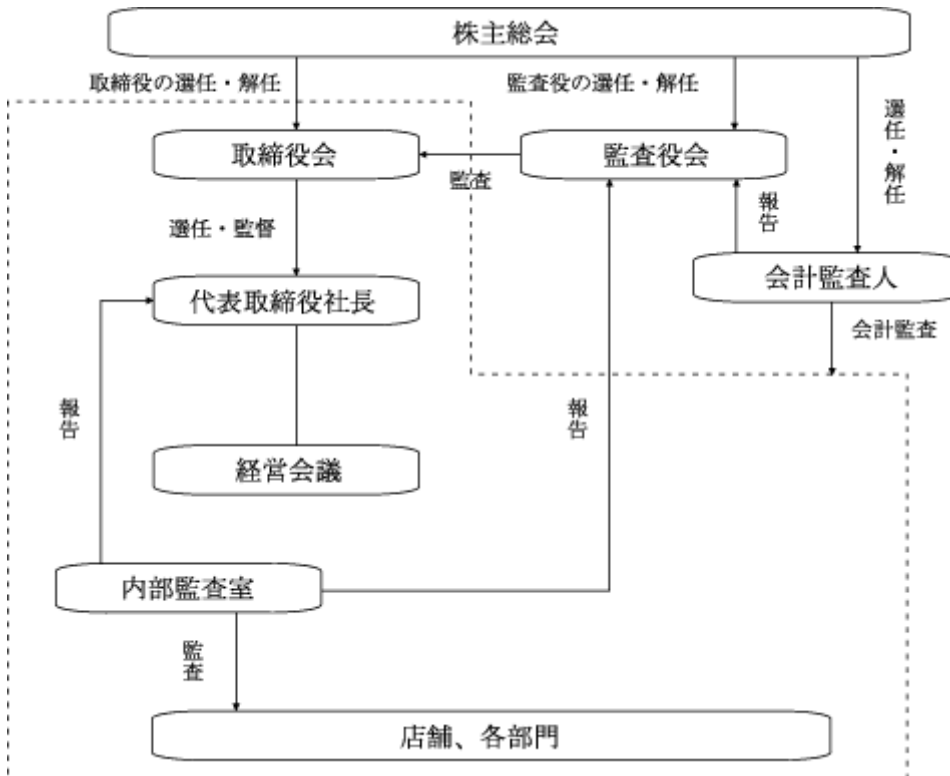 株主総会
取締役の選任・解任
監査役の選任・解任
選任・解任
取締役会
監査
監査役会
報告
選任・監督
代表取締役社長
会計監査人
会計監査
報告
報告
経営会議
内部監査室
監査
店舗、各部門